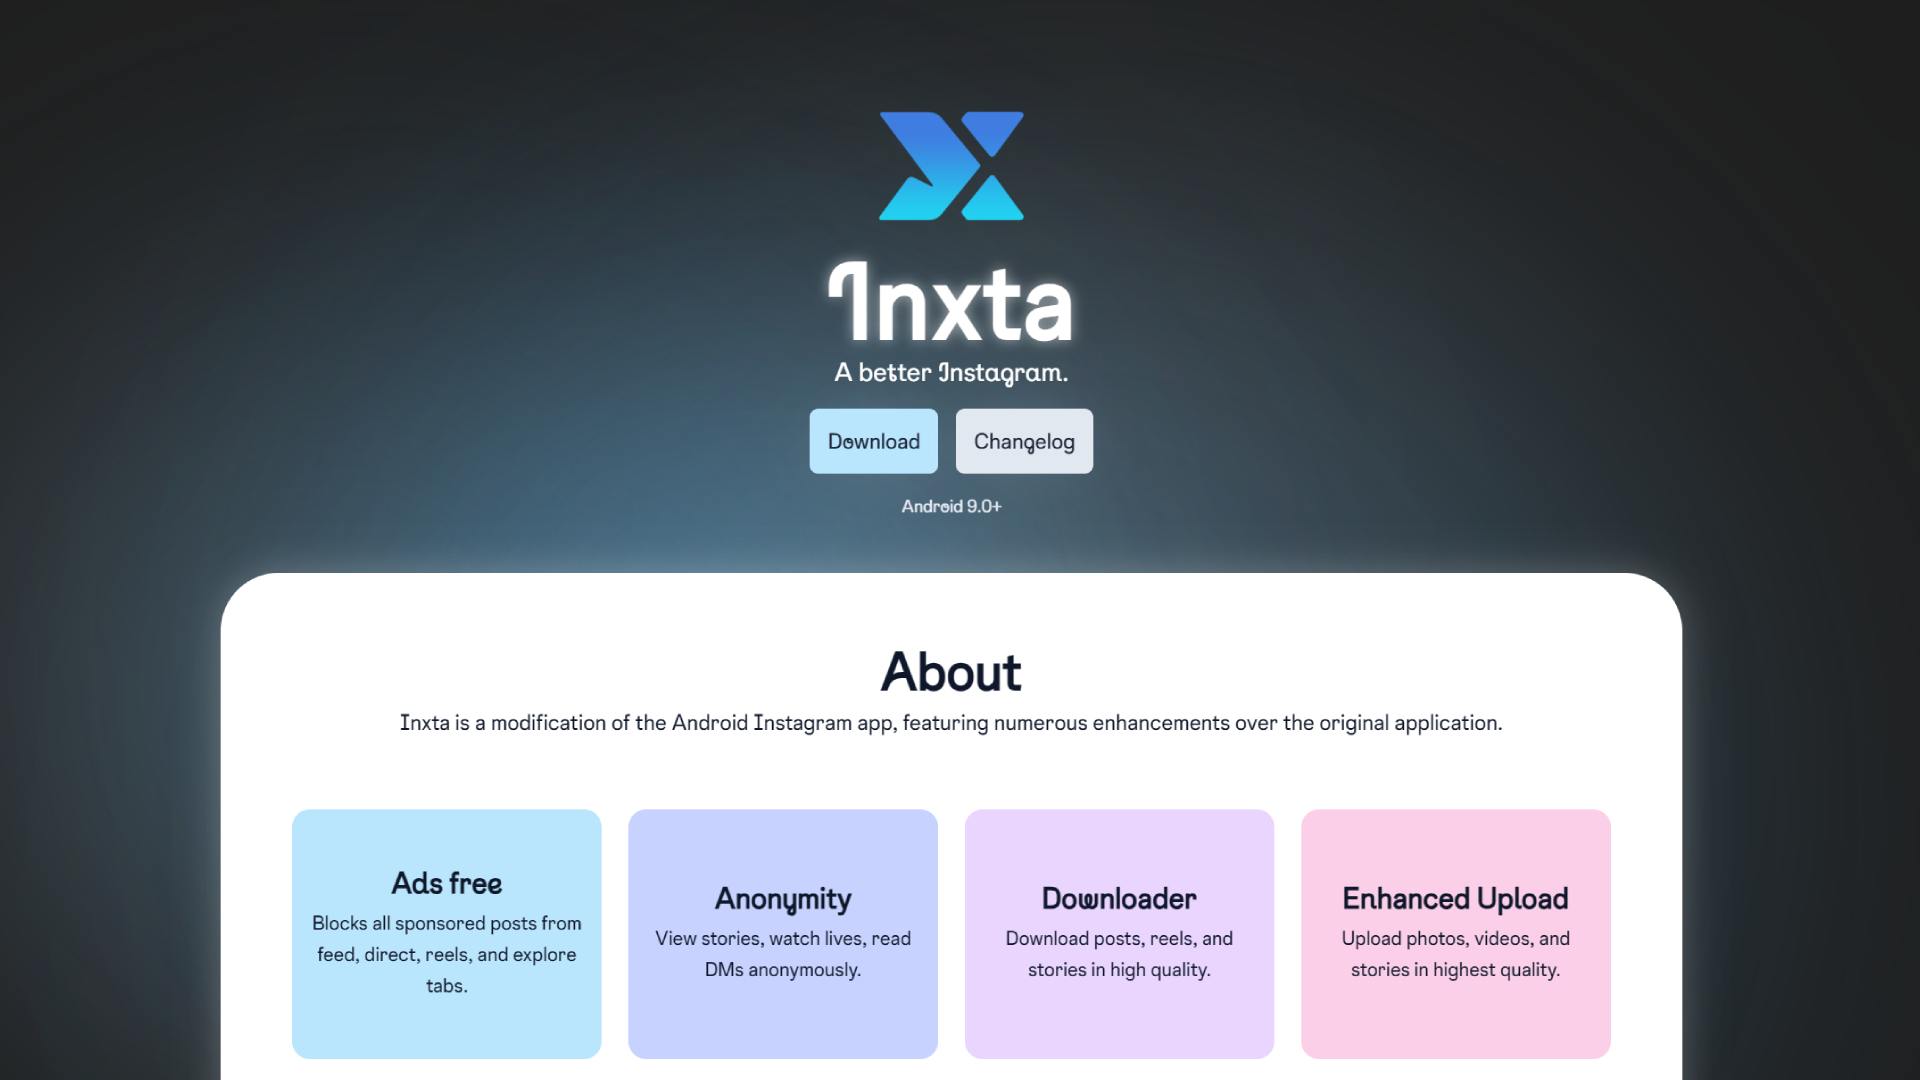 Inxta
A better Instagram.
Download
Changelog
Android 9.0+
About
Inxta is a modification of the Android Instagram app, featuring numerous enhancements over the original application.
Ads free
Blocks all sponsored posts from
feed, direct, reels, and explore
tabs.
Anonymity
View stories, watch lives, read
DMs anonymously.
Downloader
Download posts, reels, and
stories in high quality.
Enhanced Upload
Upload photos, videos, and
stories in highest quality.